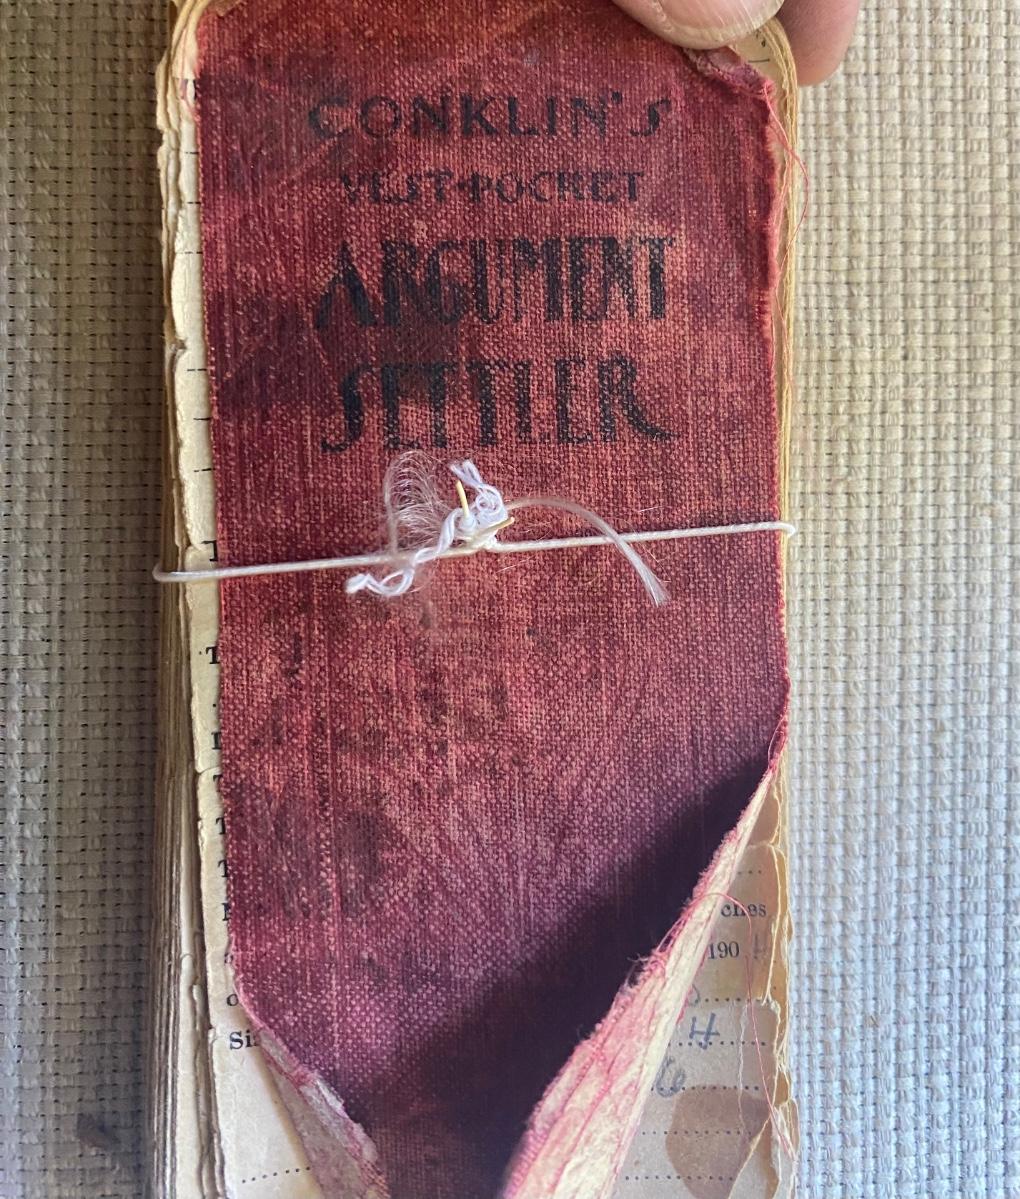 CONKLIN'S
VEST-POCKET
ARGUMENT
SETTLER
ches
190
H